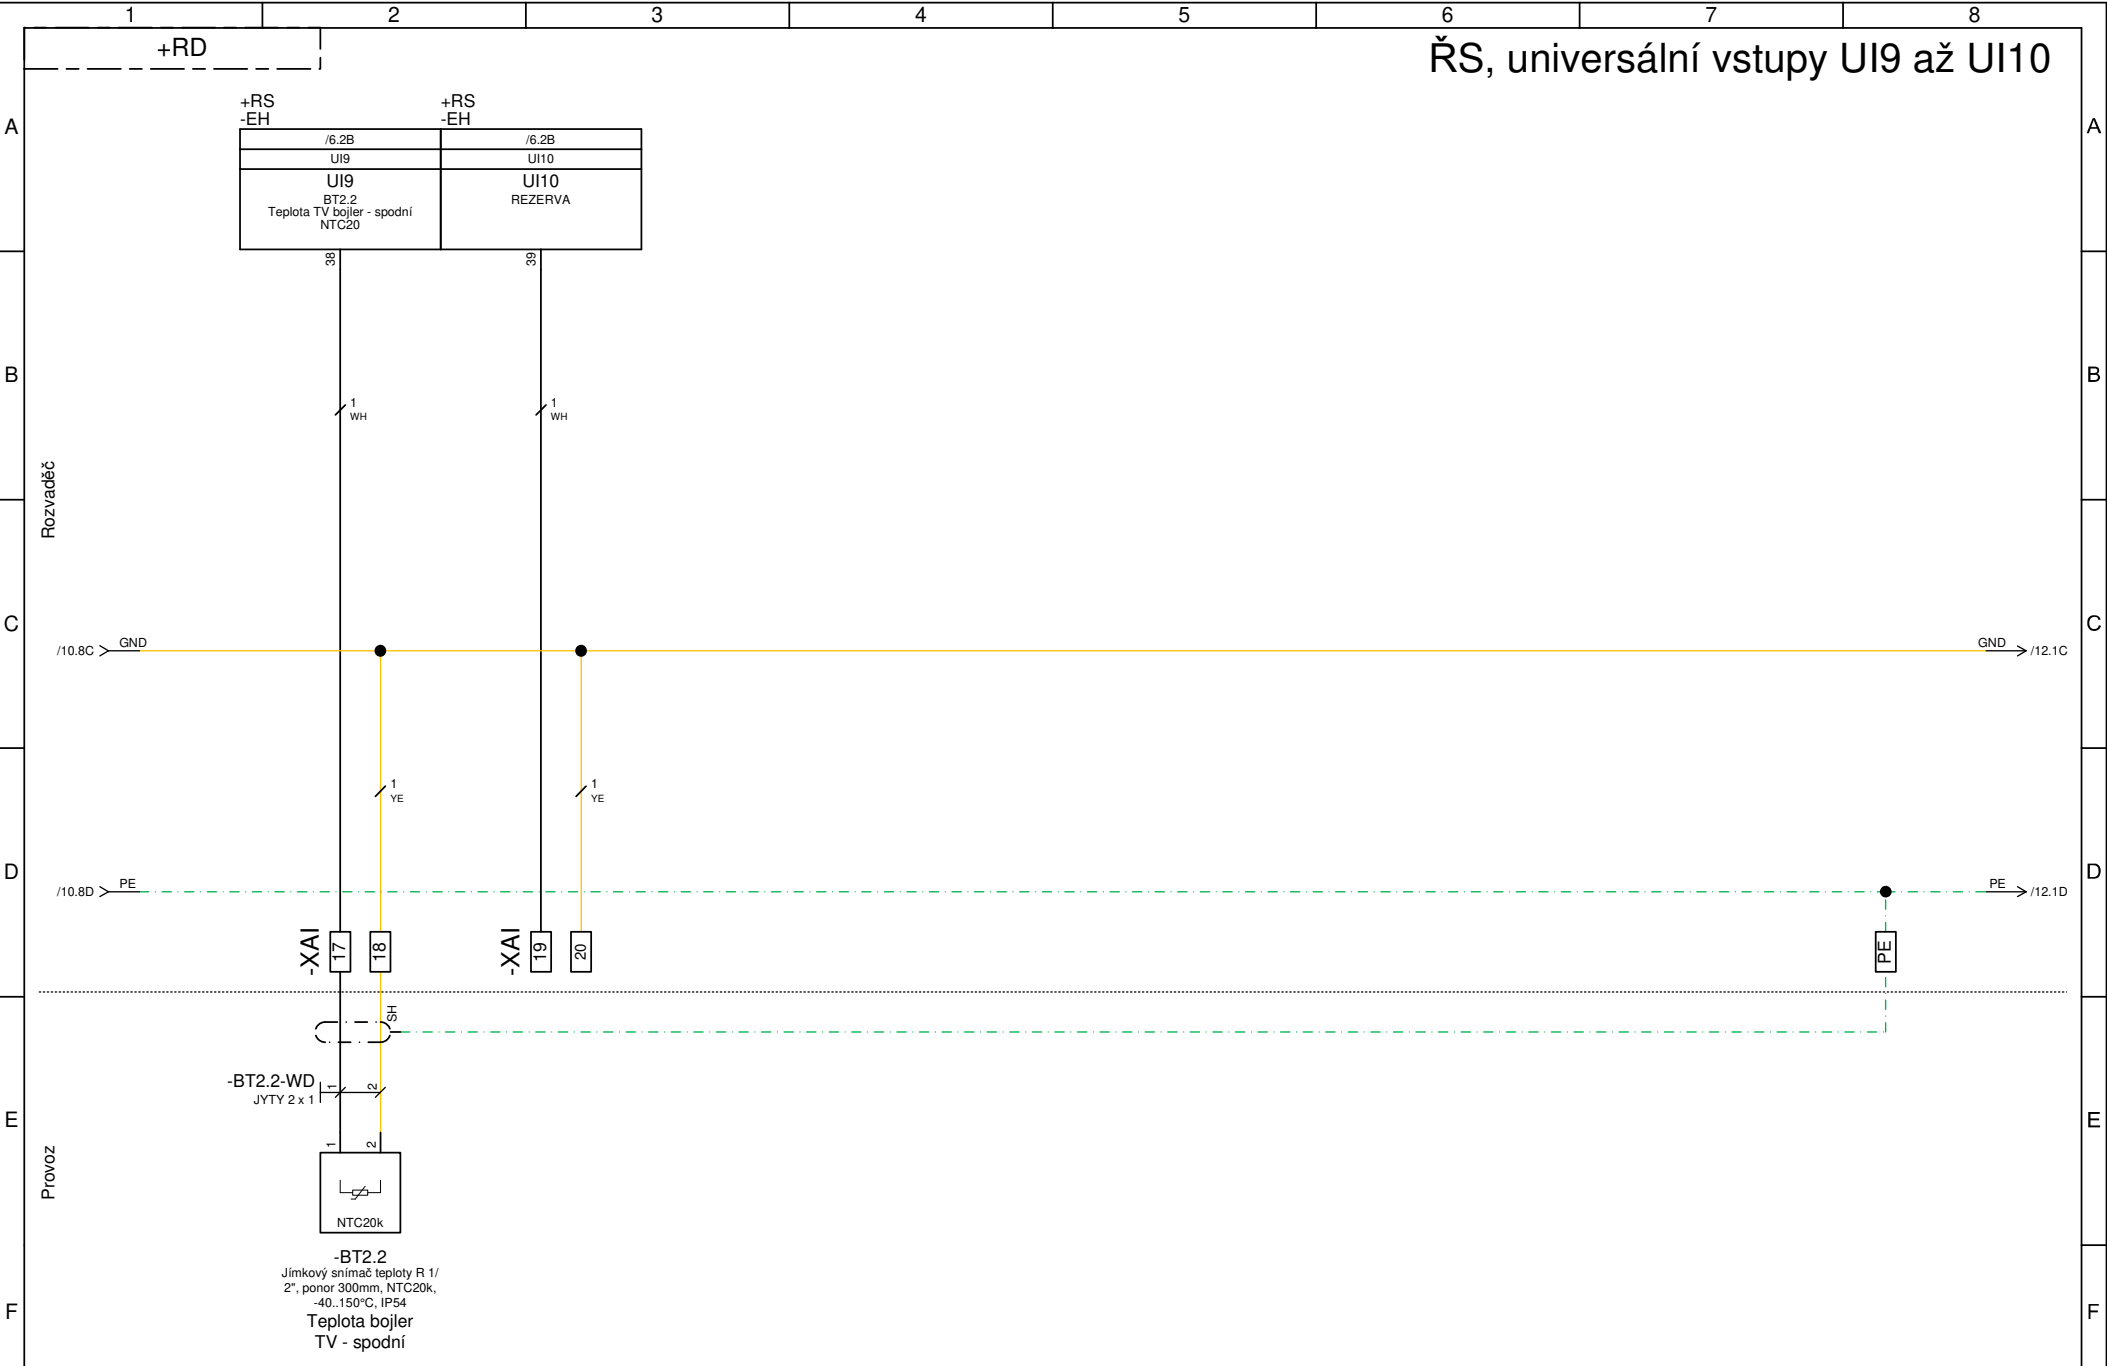 1 2 3 4 5 6 7 8
+RD
ŘS, universální vstupy UI9 až UI10
+RS
-EH
+RS
-EH
A
A
/6.2B
/6.2B
UI9
UI10
UI9
BT2.2
Teplota TV bojler - spodní
NTC20
UI10
REZERVA
38
39
B
B
1
WH
1
WH
Rozvaděč
C
C
/10.8C
GND
GND
/12.1C
1
YE
1
YE
D
D
/10.8D
PE
PE
/12.1D
-XAI
17
18
-XAI
19
20
PE
SH
-BT2.2-WD
JYTY 2 x 1
1
2
E
E
Provoz
1
2
NTC20k
-BT2.2
Jímkový snímač teploty R 1/
2", ponor 300mm, NTC20k,
-40..150°C, IP54
Teplota bojler
TV - spodní
F
F